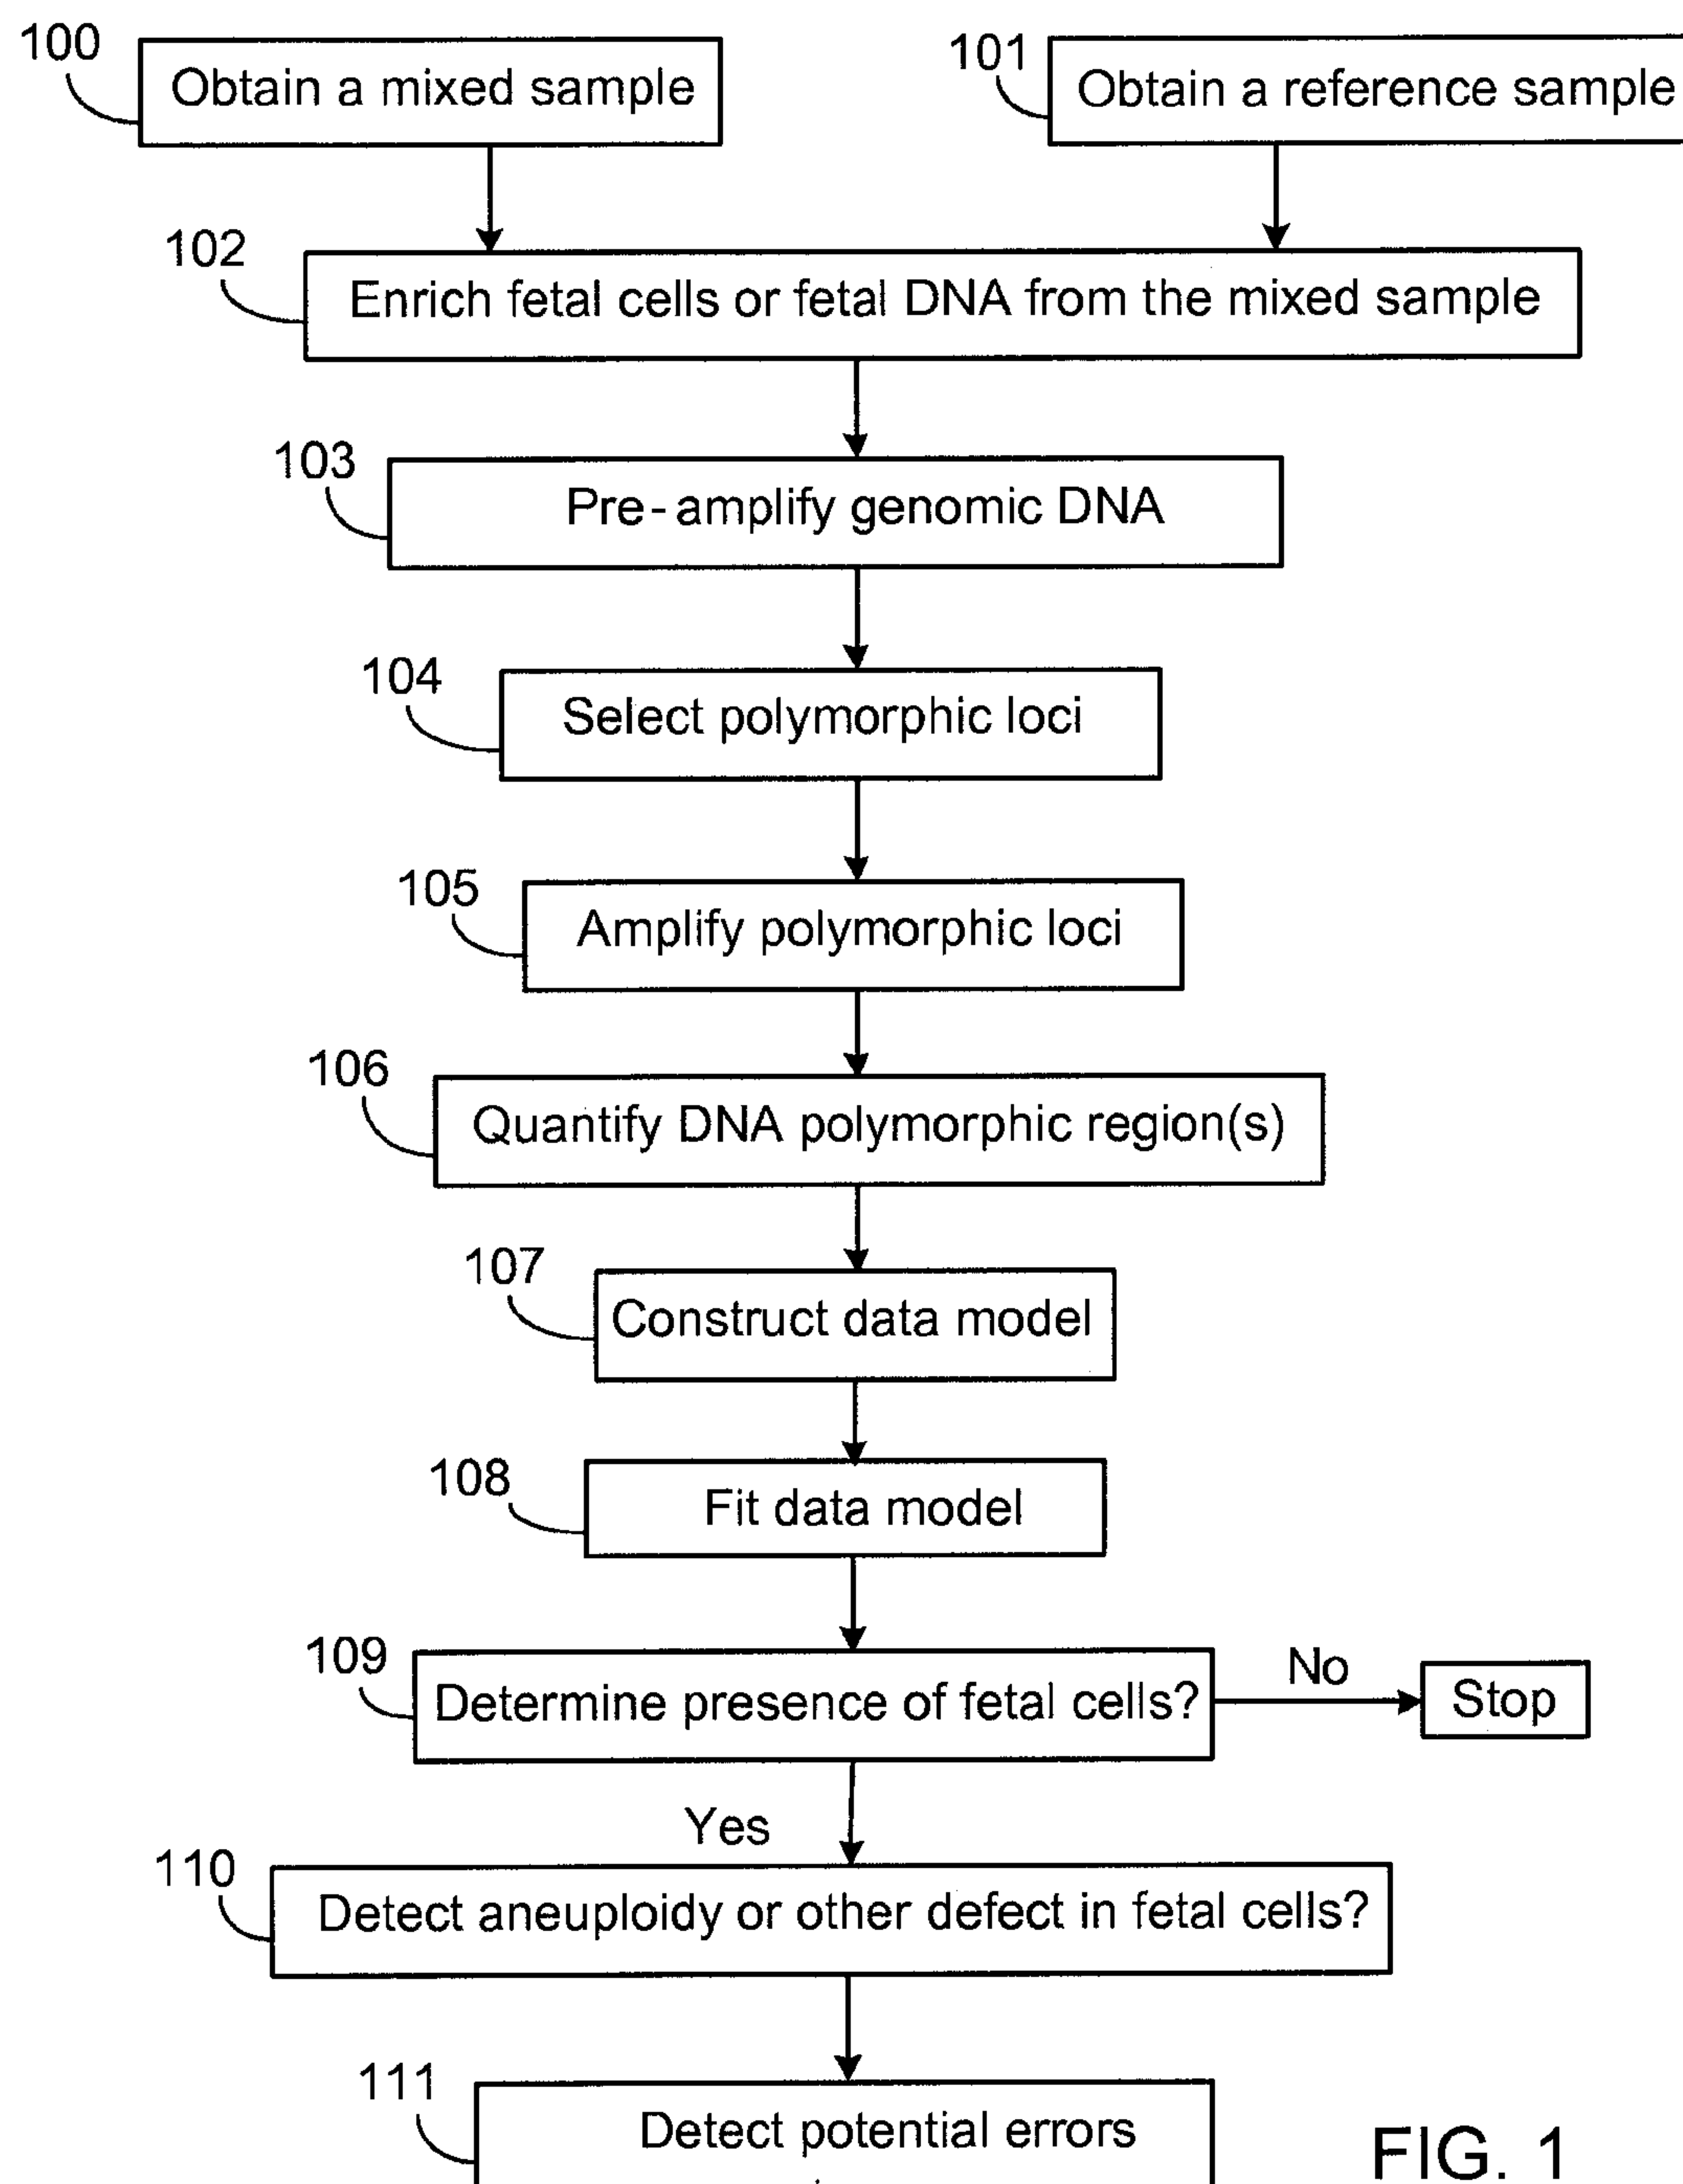 100
Obtain a mixed sample
101
Obtain a reference sample
102
Enrich fetal cells or fetal DNA from the mixed sample
103
Pre-amplify genomic DNA
104
Select polymorphic loci
105
Amplify polymorphic loci
106
Quantify DNA polymorphic region(s)
107
Construct data model
108
Fit data model
109
Determine presence of fetal cells?
No
Stop
Yes
110
Detect aneuploidy or other defect in fetal cells?
111
Detect potential errors
FIG. 1